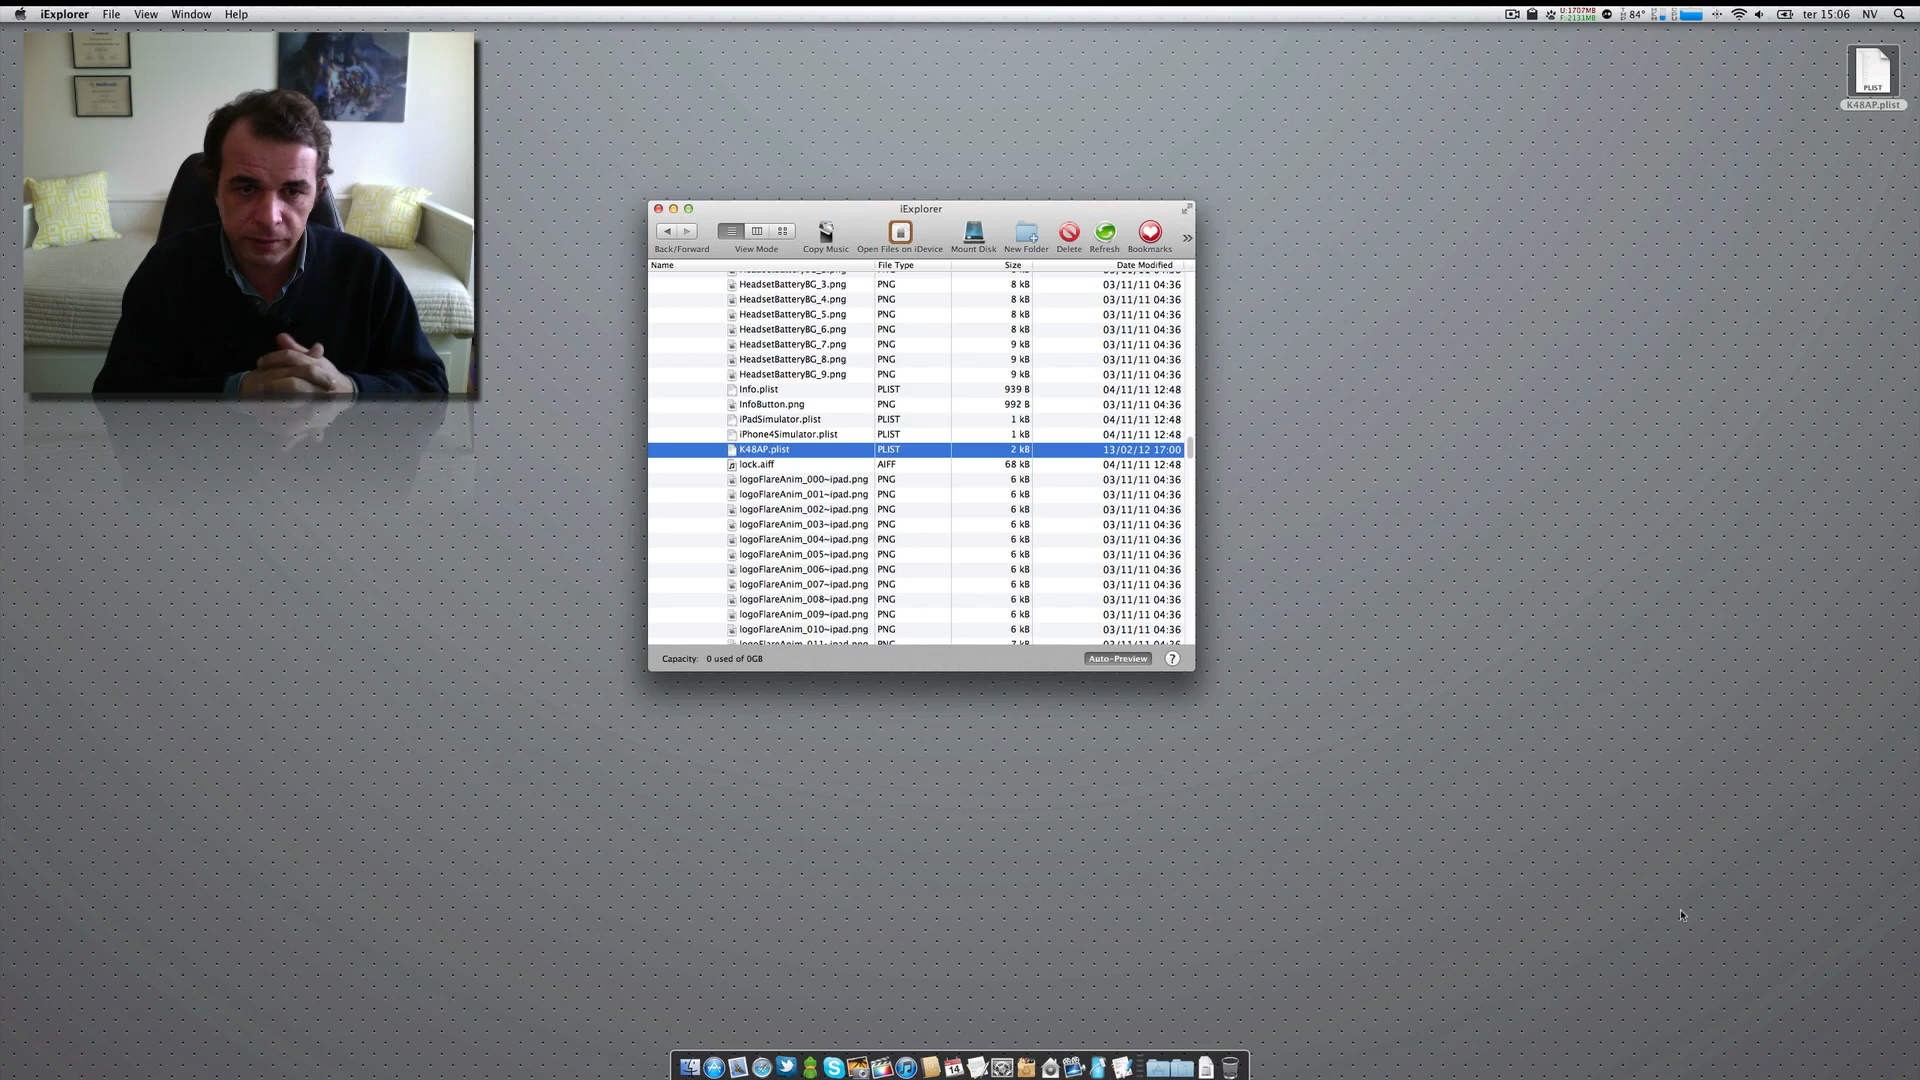 iExplorer File View Window Help
U:1707MB
F:2131MB
84°
ter 15:06 NV
PLIST
K48AP.plist
iExplorer
Back/Forward View Mode Copy Music Open Files on iDevice Mount Disk New Folder Delete Refresh Bookmarks
Name File Type Size Date Modified
HeadsetBatteryBG_3.png PNG 8 kB 03/11/11 04:36
HeadsetBatteryBG_4.png PNG 8 kB 03/11/11 04:36
HeadsetBatteryBG_5.png PNG 8 kB 03/11/11 04:36
HeadsetBatteryBG_6.png PNG 8 kB 03/11/11 04:36
HeadsetBatteryBG_7.png PNG 9 kB 03/11/11 04:36
HeadsetBatteryBG_8.png PNG 9 kB 03/11/11 04:36
HeadsetBatteryBG_9.png PNG 9 kB 03/11/11 04:36
Info.plist PLIST 939 B 04/11/11 12:48
InfoButton.png PNG 992 B 03/11/11 04:36
iPadSimulator.plist PLIST 1 kB 04/11/11 12:48
iPhone4Simulator.plist PLIST 1 kB 04/11/11 12:48
K48AP.plist PLIST 2 kB 13/02/12 17:00
lock.aiff AIFF 68 kB 04/11/11 12:48
logoFlareAnim_000~ipad.png PNG 6 kB 03/11/11 04:36
logoFlareAnim_001~ipad.png PNG 6 kB 03/11/11 04:36
logoFlareAnim_002~ipad.png PNG 6 kB 03/11/11 04:36
logoFlareAnim_003~ipad.png PNG 6 kB 03/11/11 04:36
logoFlareAnim_004~ipad.png PNG 6 kB 03/11/11 04:36
logoFlareAnim_005~ipad.png PNG 6 kB 03/11/11 04:36
logoFlareAnim_006~ipad.png PNG 6 kB 03/11/11 04:36
logoFlareAnim_007~ipad.png PNG 6 kB 03/11/11 04:36
logoFlareAnim_008~ipad.png PNG 6 kB 03/11/11 04:36
logoFlareAnim_009~ipad.png PNG 6 kB 03/11/11 04:36
logoFlareAnim_010~ipad.png PNG 6 kB 03/11/11 04:36
Capacity: 0 used of 0GB Auto-Preview ?
14